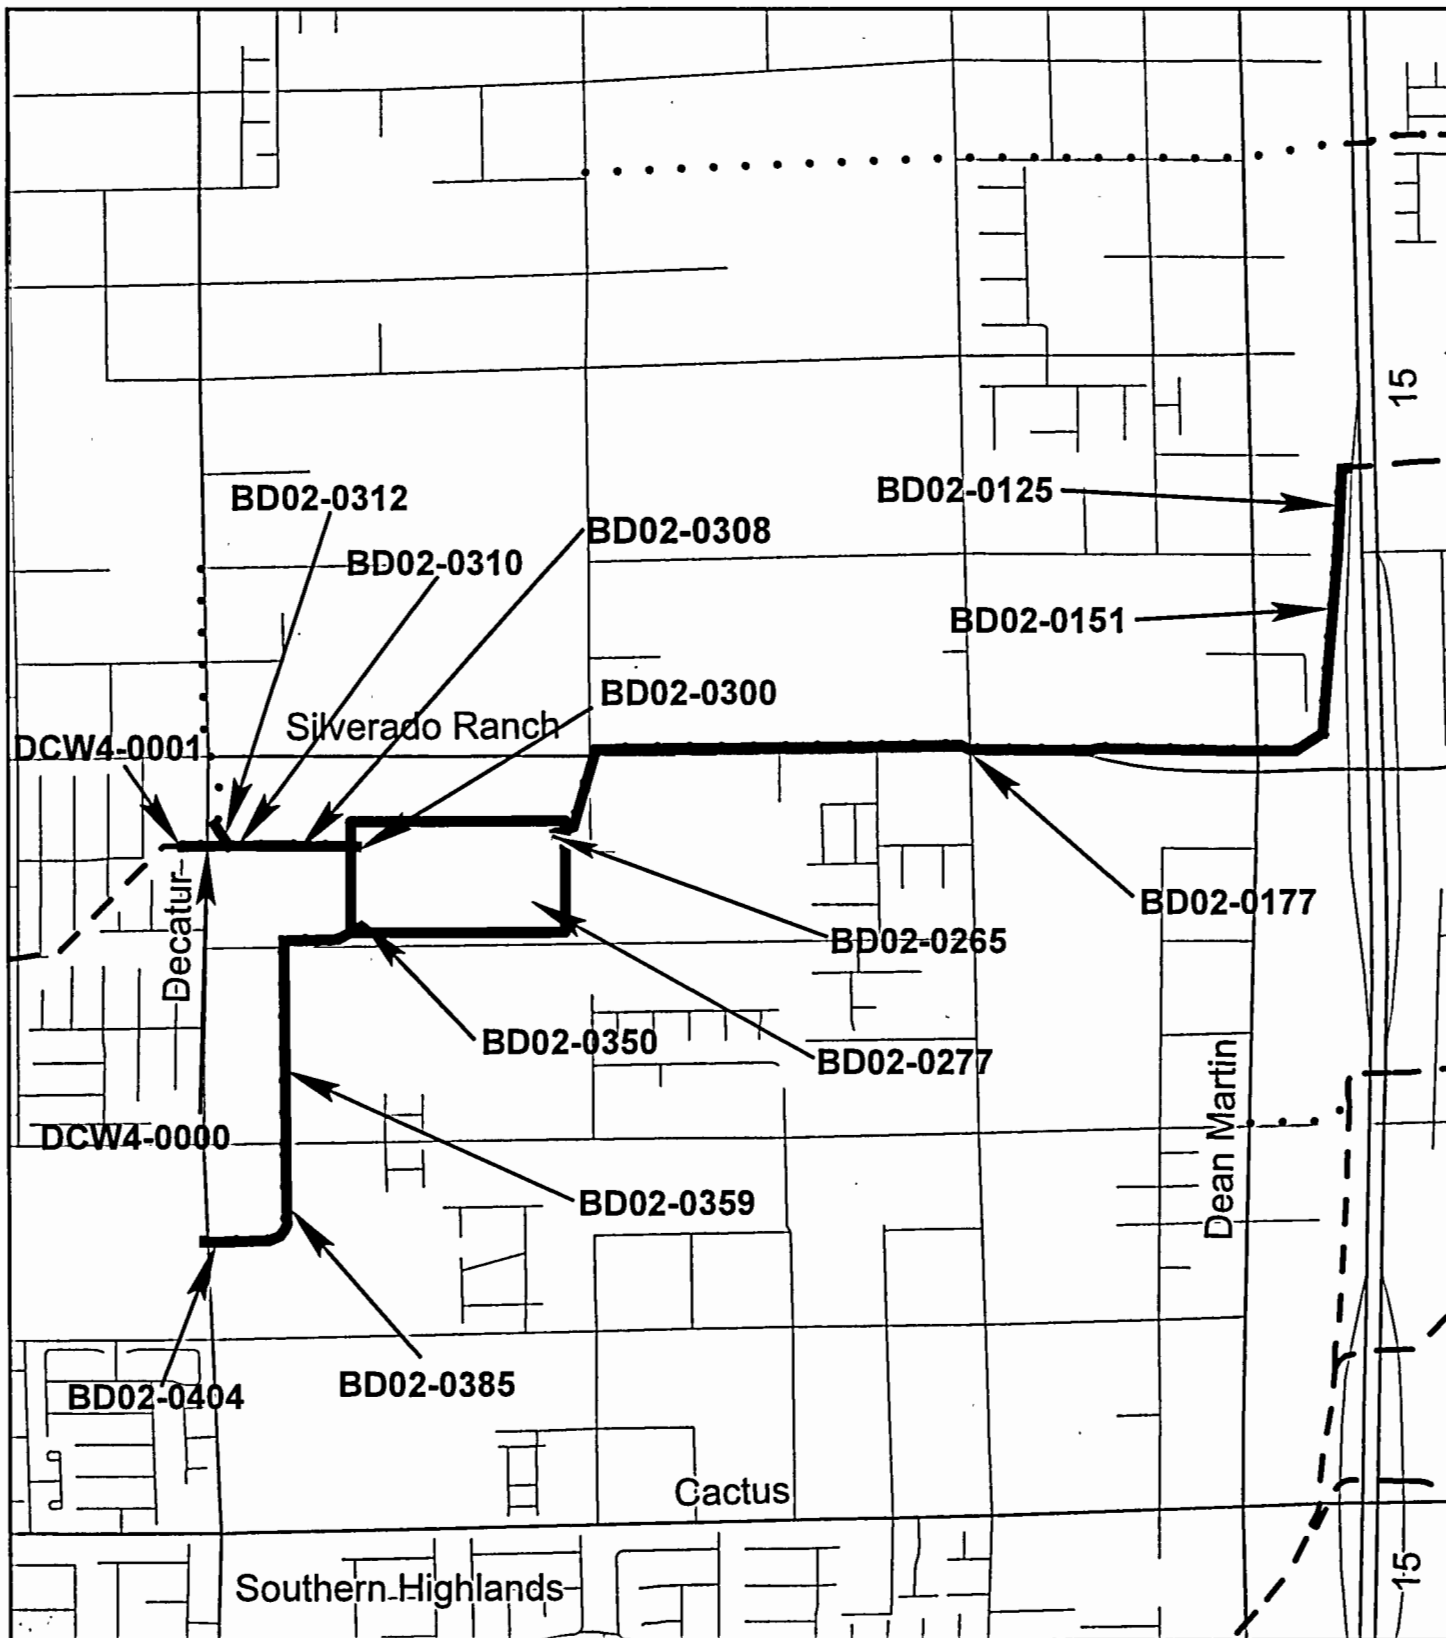 15
BD02-0312
BD02-0125
BD02-0308
BD02-0310
BD02-0151
BD02-0300
Silverado Ranch
DCW4-0001
BD02-0177
Decatur
BD02-0265
BD02-0350
BD02-0277
DCW4-0000
Dean Martin
BD02-0359
BD02-0385
BD02-0404
Cactus
Southern Highlands
15